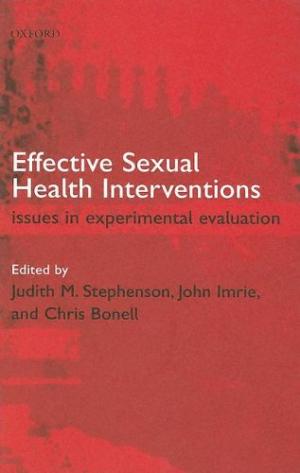 OXFORD
Effective Sexual
Health Interventions
issues in experimental evaluation
Edited by
Judith M. Stephenson, John Imrie,
and Chris Bonell